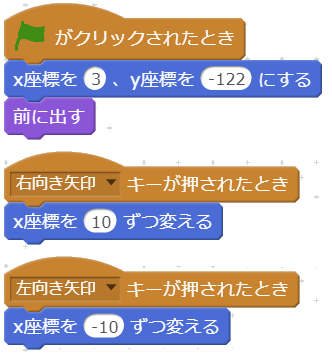 がクリックされたとき
x座標を 3 、y座標を -122 にする
前に出す
右向き矢印 キーが押されたとき
x座標を 10 ずつ変える
左向き矢印 キーが押されたとき
x座標を -10 ずつ変える